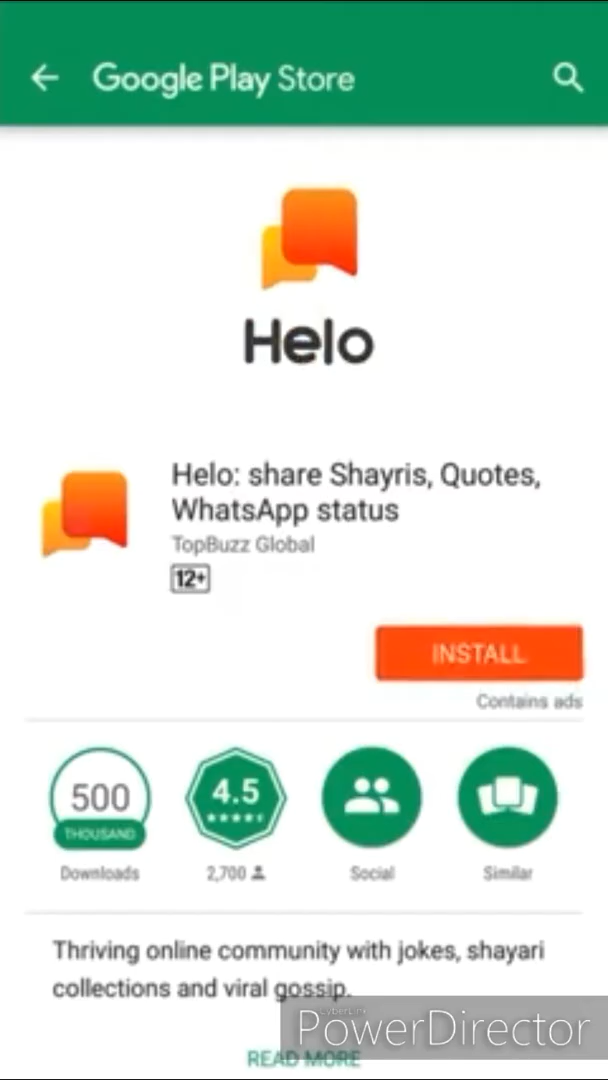 Google Play Store
Helo
Helo: share Shayris, Quotes,
WhatsApp status
TopBuzz Global
12+
INSTALL
Contains ads
500
THOUSAND
4.5
Downloads
2,700
Social
Similar
Thriving online community with jokes, shayari
collections and viral gossip.
CyberLink
PowerDirector
READ MORE